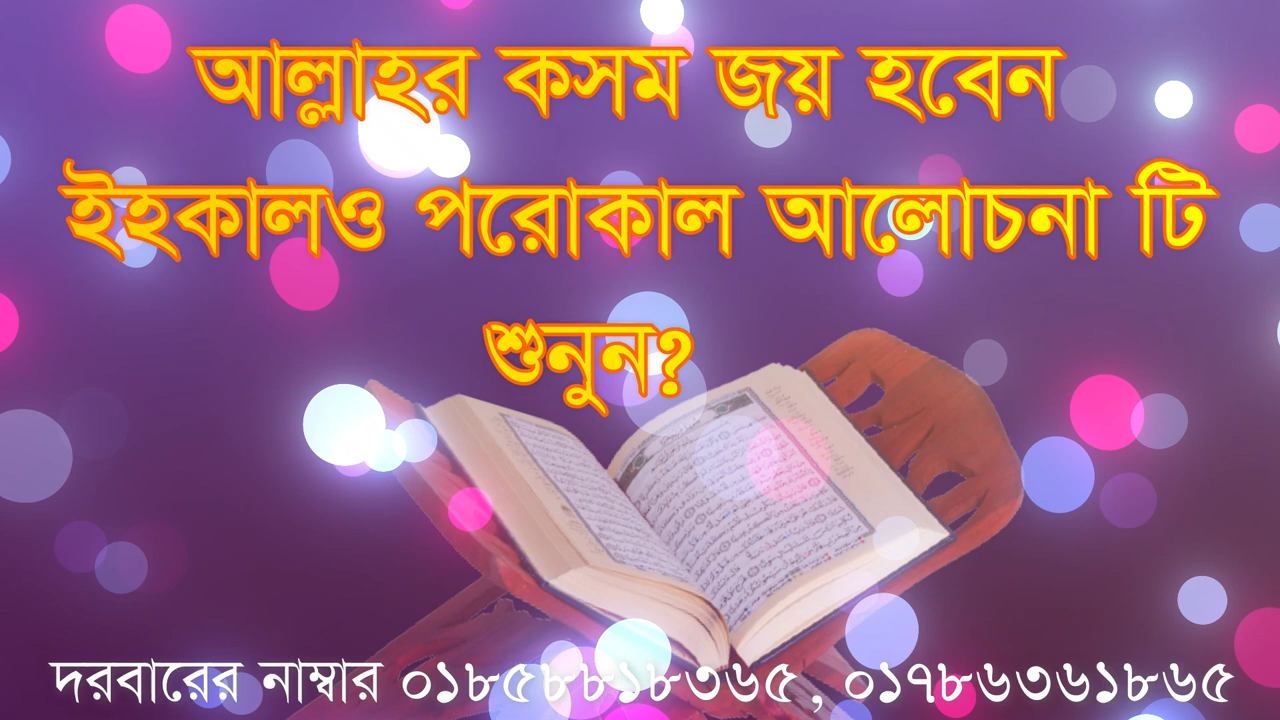 আল্লাহর কসম জয় হবেন
ইহকালও পরোকাল আলোচনা টি
শুনুন?
দরবারের নাম্বার ০১৮৫৮৮১৮৩৬৫, ০১৭৮৬৩৬১৮৬৫